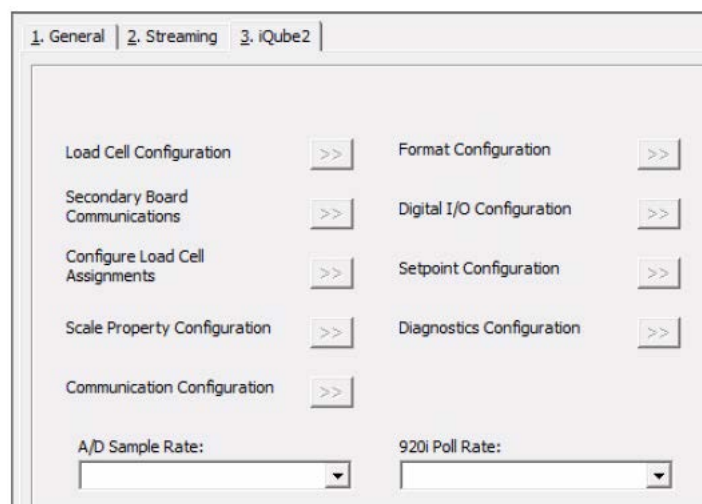 1. General 2. Streaming 3. iQube2
Load Cell Configuration >> Format Configuration >>
Secondary Board
Communications >> Digital I/O Configuration >>
Configure Load Cell
Assignments >> Setpoint Configuration >>
Scale Property Configuration >> Diagnostics Configuration >>
Communication Configuration >>
A/D Sample Rate: 920i Poll Rate: